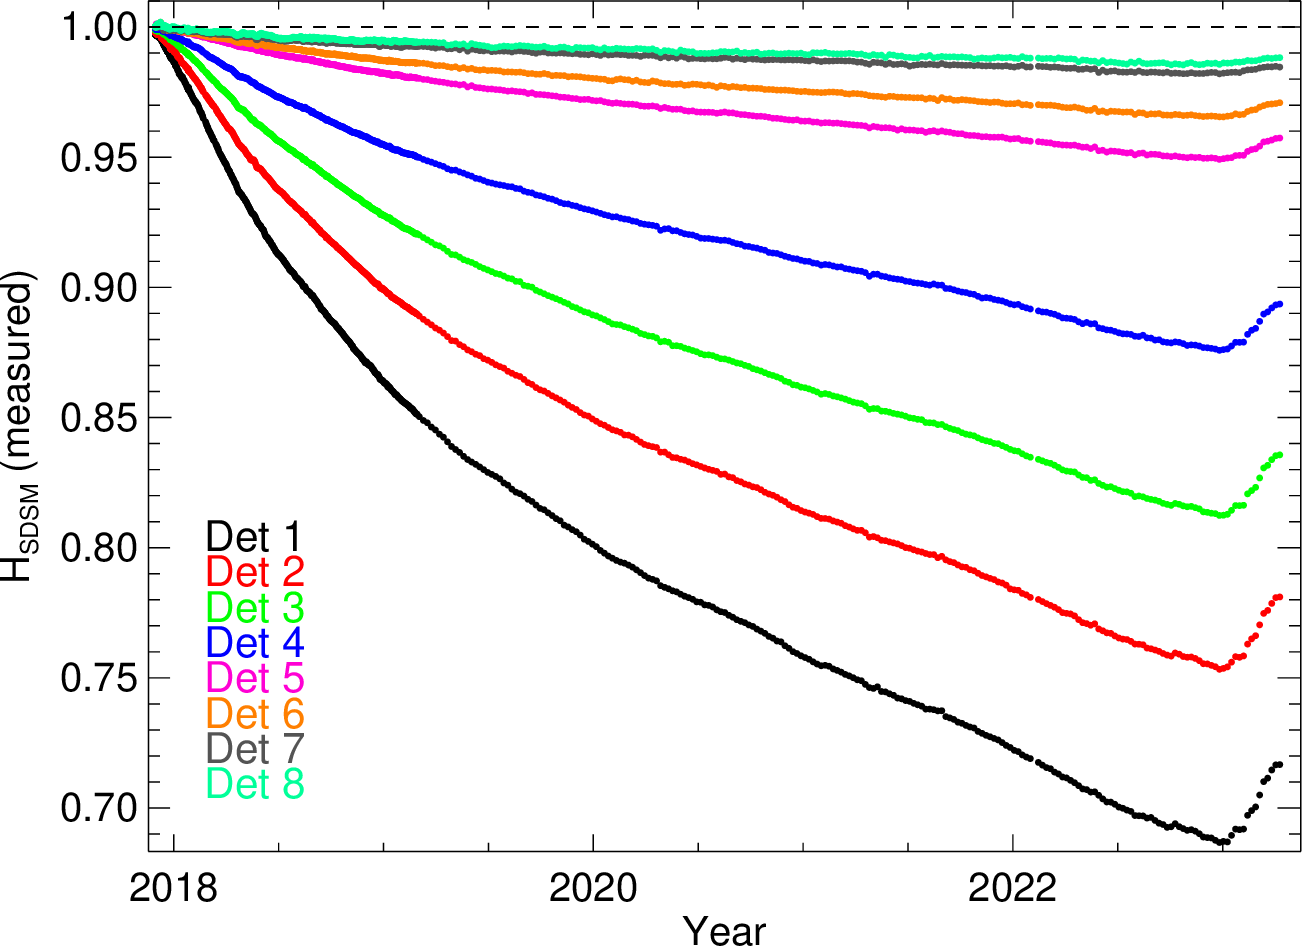 1.00
0.95
0.90
0.85
0.80
0.75
0.70
H_SDSM (measured)
Det 1
Det 2
Det 3
Det 4
Det 5
Det 6
Det 7
Det 8
2018 2020 2022
Year